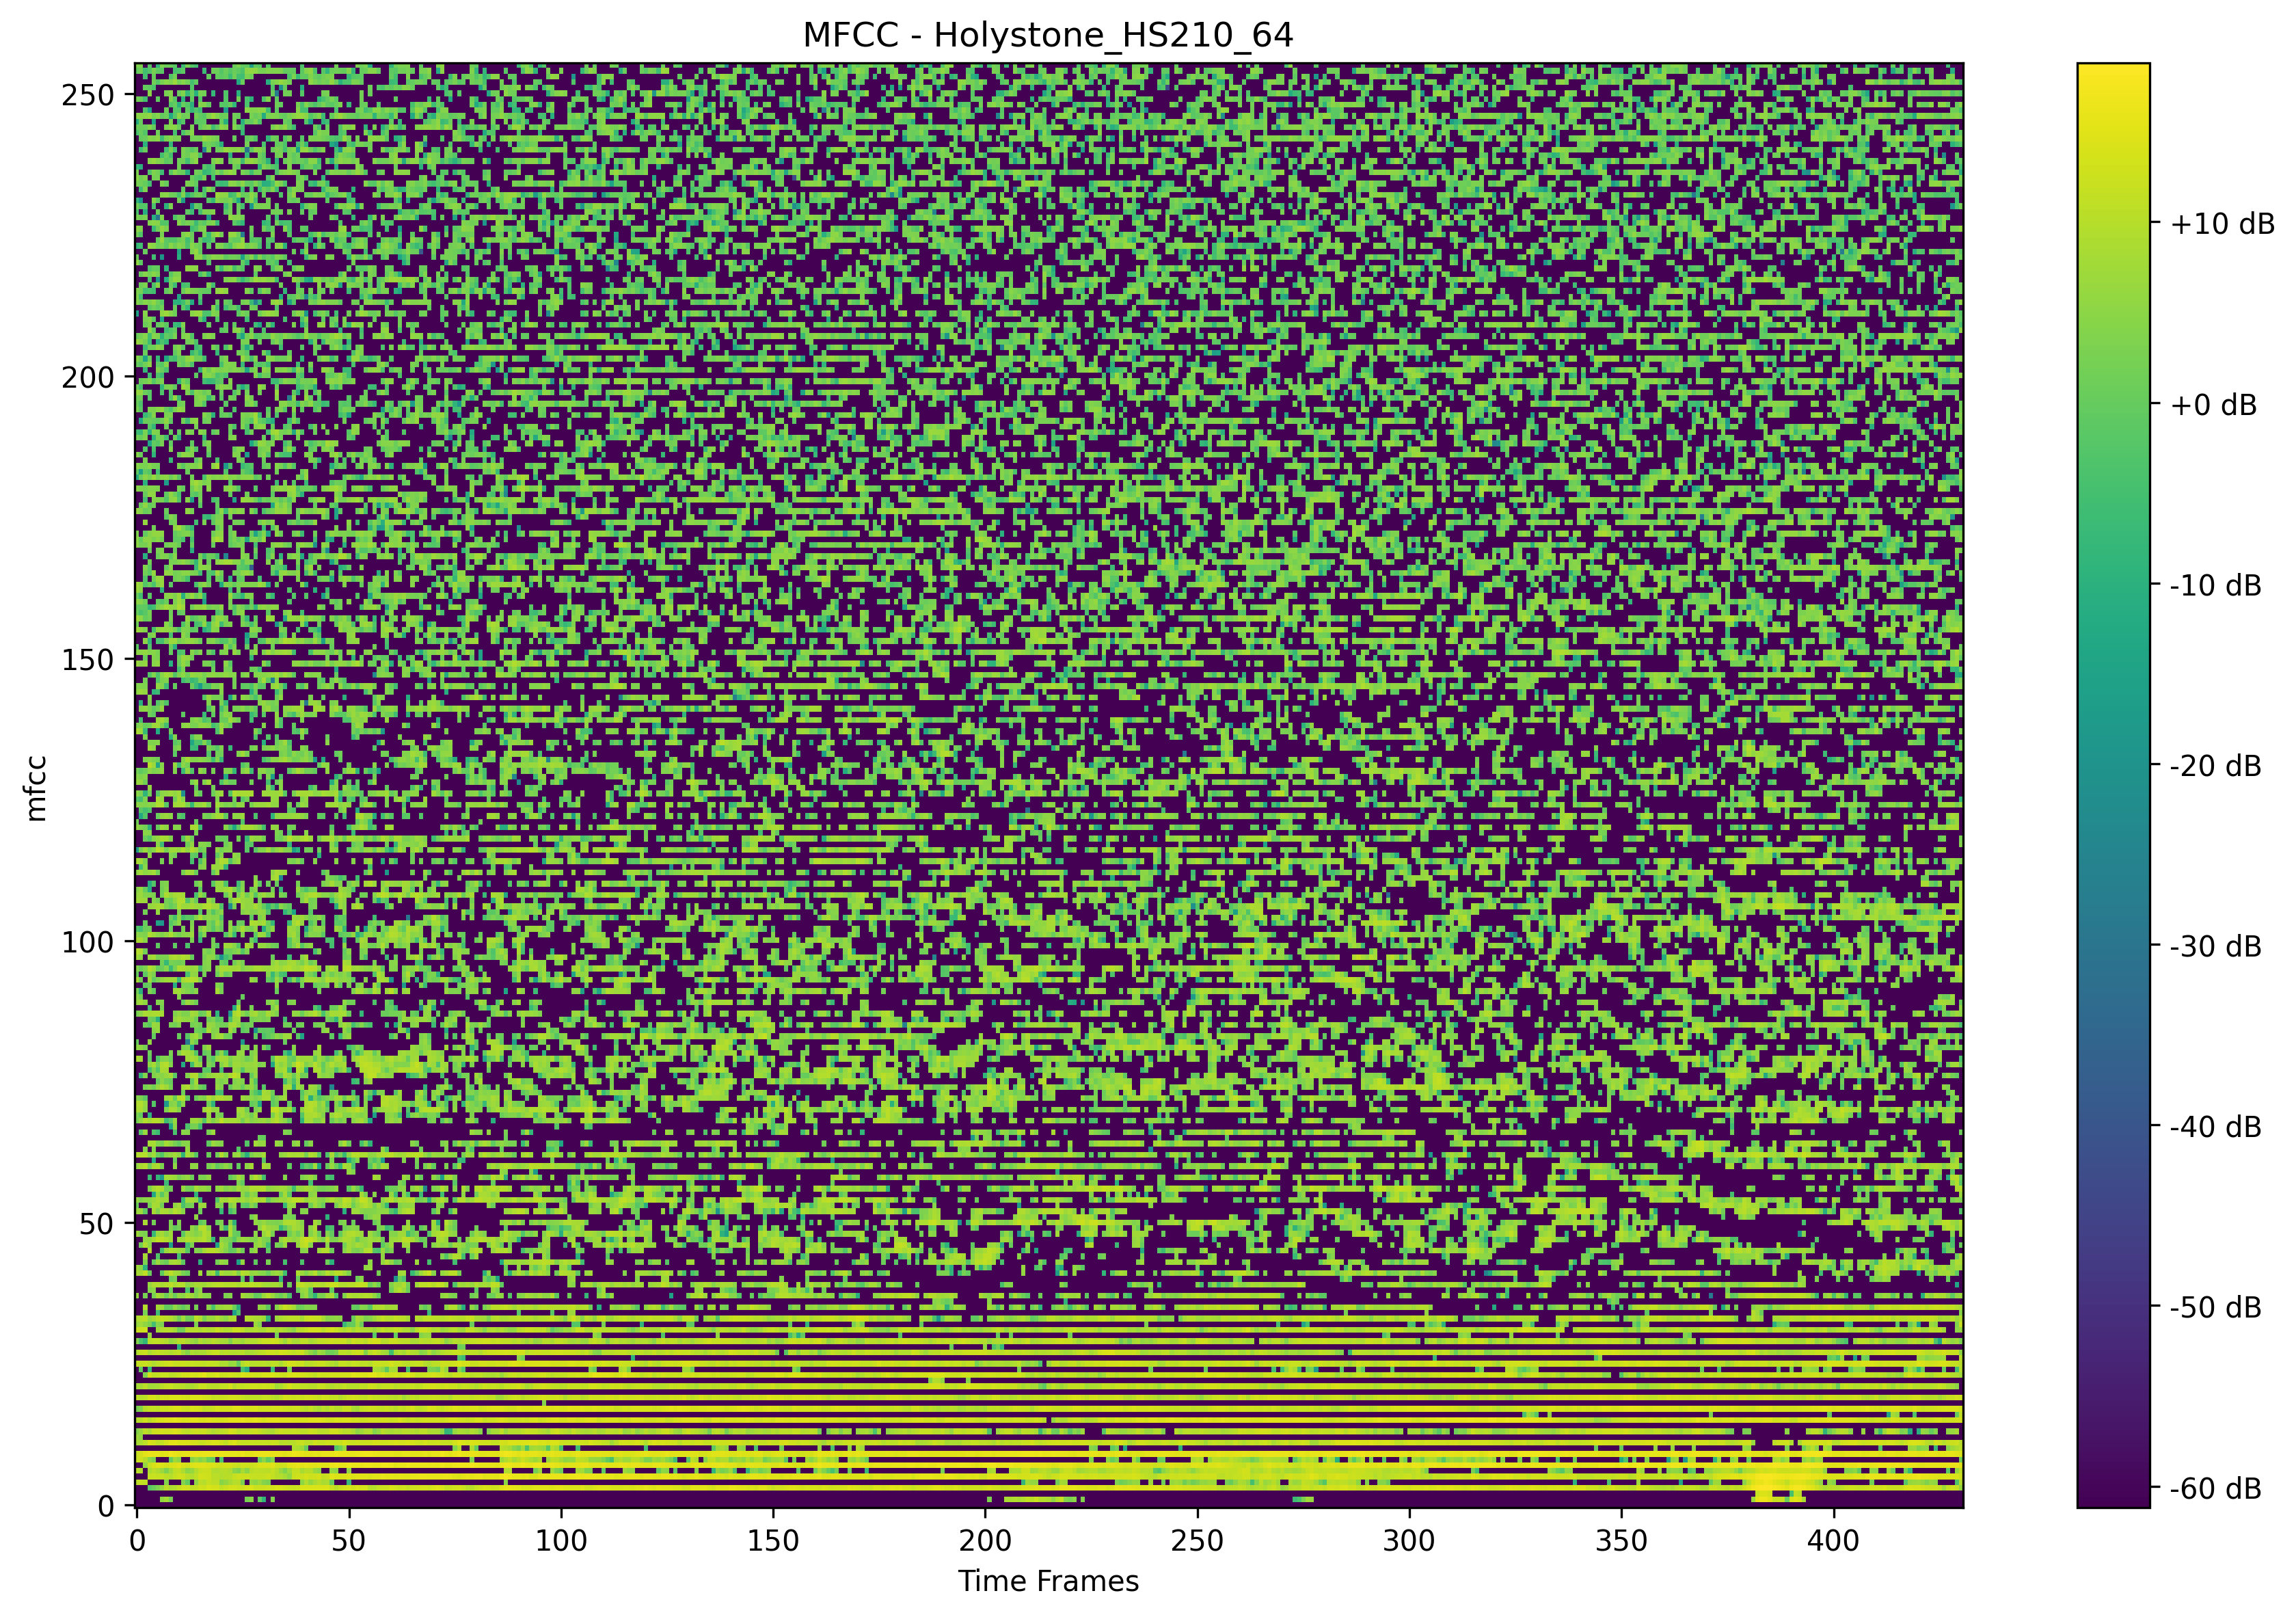 MFCC - Holystone_HS210_64
250
200
150
100
50
0
mfcc
0 50 100 150 200 250 300 350 400
Time Frames
+10 dB
+0 dB
-10 dB
-20 dB
-30 dB
-40 dB
-50 dB
-60 dB